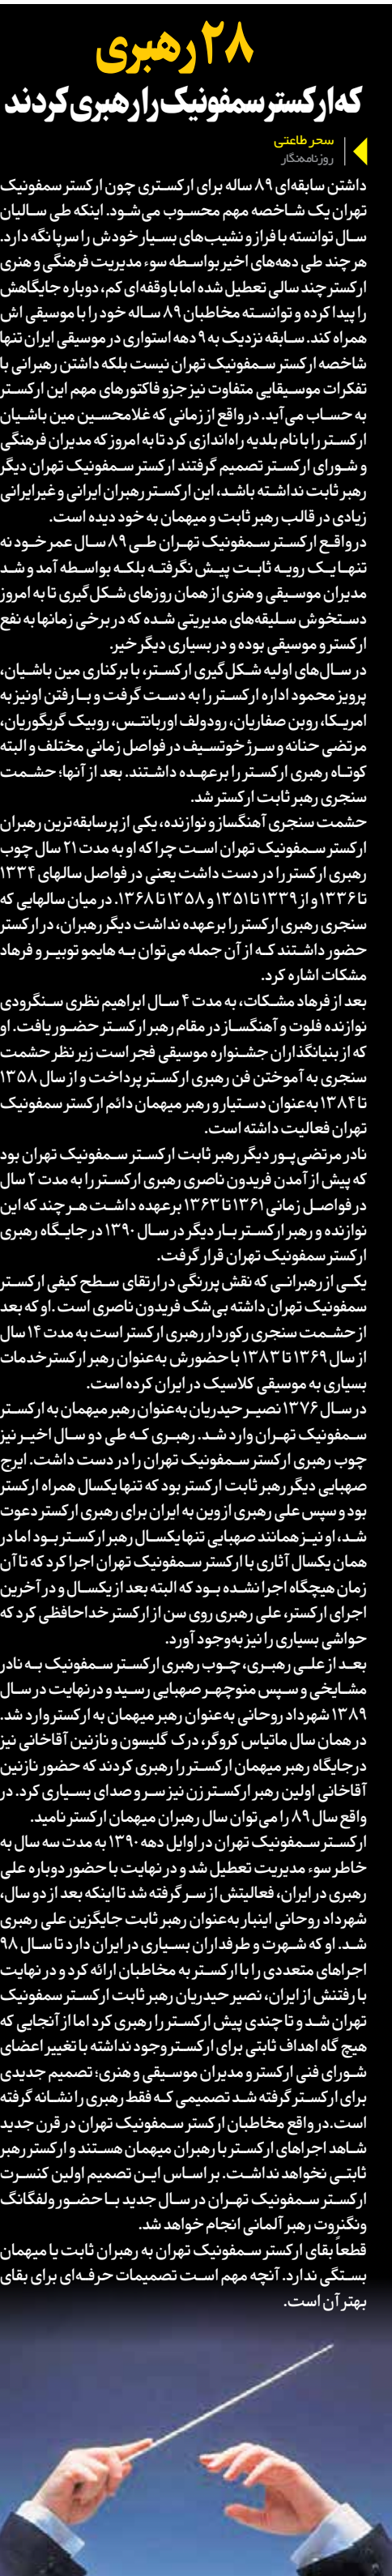 ۲۸ رهبری
که ارکستر سمفونیک را رهبری کردند
سحر طاعتی
روزنامه‌نگار
داشتن سابقه‌ای ۸۹ ساله برای ارکستری چون ارکستر سمفونیک
تهران یک شاخصه مهم محسوب می‌شود. اینکه طی سالیان
سال توانسته با فراز و نشیب‌های بسیار خودش را سرپا نگه دارد.
هر چند طی دهه‌های اخیر بواسطه سوء مدیریت فرهنگی و هنری
ارکستر چند سالی تعطیل شده اما با وقفه‌ای کم، دوباره جایگاهش
را پیدا کرده و توانسته مخاطبان ۸۹ ساله خود را با موسیقی اش
همراه کند. سابقه نزدیک به ۹ دهه استواری در موسیقی ایران تنها
شاخصه ارکستر سمفونیک تهران نیست بلکه داشتن رهبرانی با
تفکرات موسیقایی متفاوت نیز جزو فاکتورهای مهم این ارکستر
به حساب می‌آید. در واقع از زمانی که غلامحسین مین باشیان
ارکستر را با نام بلدیه راه‌اندازی کرد تا به امروز که مدیران فرهنگی
و شورای ارکستر تصمیم گرفتند ارکستر سمفونیک تهران دیگر
رهبر ثابت نداشته باشد، این ارکستر رهبران ایرانی و غیرایرانی
زیادی در قالب رهبر ثابت و میهمان به خود دیده است.
در واقع ارکستر سمفونیک تهران طی ۸۹ سال عمر خود نه
تنها یک رویه ثابت پیش نگرفته بلکه بواسطه آمد و شد
مدیران موسیقی و هنری از همان روزهای شکل‌گیری تا به امروز
دستخوش سلیقه‌های مدیریتی شده که در برخی زمانها به نفع
ارکستر و موسیقی بوده و در بسیاری دیگر خیر.
در سال‌های اولیه شکل‌گیری ارکستر، با برکناری مین باشیان،
پرویز محمود اداره ارکستر را به دست گرفت و با رفتن او نیز به
امریکا، روبن صفاریان، رودولف اوربانتس، روبیک گریگوریان،
مرتضی حنانه و سرژ خوتسیف در فواصل زمانی مختلف و البته
کوتاه رهبری ارکستر را برعهده داشتند. بعد از آنها؛ حشمت
سنجری رهبر ثابت ارکستر شد.
حشمت سنجری آهنگساز و نوازنده، یکی از پرسابقه‌ترین رهبران
ارکستر سمفونیک تهران است چرا که او به مدت ۲۱ سال چوب
رهبری ارکستر را در دست داشت یعنی در فواصل سالهای ۱۳۳۴
تا ۱۳۳۶ و از ۱۳۳۹ تا ۱۳۵۱ و ۱۳۵۸ تا ۱۳۶۸. در میان سالهایی که
سنجری رهبری ارکستر را برعهده نداشت دیگر رهبران، در ارکستر
حضور داشتند که از آن جمله می‌توان به هایمو توبیر و فرهاد
مشکات اشاره کرد.
بعد از فرهاد مشکات، به مدت ۴ سال ابراهیم نظری سنگرودی
نوازنده فلوت و آهنگساز در مقام رهبر ارکستر حضور یافت. او
که از بنیانگذاران جشنواره موسیقی فجر است زیر نظر حشمت
سنجری به آموختن فن رهبری ارکستر پرداخت و از سال ۱۳۵۸
تا ۱۳۸۴ به‌عنوان دستیار و رهبر میهمان دائم ارکستر سمفونیک
تهران فعالیت داشته است.
نادر مرتضی‌پور دیگر رهبر ثابت ارکستر سمفونیک تهران بود
که پیش از آمدن فریدون ناصری رهبری ارکستر را به مدت ۲ سال
در فواصل زمانی ۱۳۶۱ تا ۱۳۶۳ برعهده داشت هر چند که این
نوازنده و رهبر ارکستر بار دیگر در سال ۱۳۹۰ در جایگاه رهبری
ارکستر سمفونیک تهران قرار گرفت.
یکی از رهبرانی که نقش پررنگی در ارتقای سطح کیفی ارکستر
سمفونیک تهران داشته بی‌شک فریدون ناصری است .او که بعد
از حشمت سنجری رکورددار رهبری ارکستر است به مدت ۱۴ سال
از سال ۱۳۶۹ تا ۱۳۸۳ با حضورش به‌عنوان رهبر ارکستر خدمات
بسیاری به موسیقی کلاسیک در ایران کرده است.
در سال ۱۳۷۶ نصیر حیدریان به‌عنوان رهبر میهمان به ارکستر
سمفونیک تهران وارد شد. رهبری که طی دو سال اخیر نیز
چوب رهبری ارکستر سمفونیک تهران را در دست داشت. ایرج
صهبایی دیگر رهبر ثابت ارکستر بود که تنها یکسال همراه ارکستر
بود و سپس علی رهبری از وین به ایران برای رهبری ارکستر دعوت
شد، او نیز همانند صهبایی تنها یکسال رهبر ارکستر بود اما در
همان یکسال آثاری با ارکستر سمفونیک تهران اجرا کرد که تا آن
زمان هیچگاه اجرا نشده بود که البته بعد از یکسال و در آخرین
اجرای ارکستر، علی رهبری روی سن از ارکستر خداحافظی کرد که
حواشی بسیاری را نیز به‌وجود آورد.
بعد از علی رهبری، چوب رهبری ارکستر سمفونیک به نادر
مشایخی و سپس منوچهر صهبایی رسید و درنهایت در سال
۱۳۸۹ شهرداد روحانی به‌عنوان رهبر میهمان به ارکستر وارد شد.
در همان سال ماتیاس کروگر، درک گلیسون و نازنین آقاخانی نیز
درجایگاه رهبر میهمان ارکستر را رهبری کردند که حضور نازنین
آقاخانی اولین رهبر ارکستر زن نیز سر و صدای بسیاری کرد. در
واقع سال ۸۹ را می‌توان سال رهبران میهمان ارکستر نامید.
ارکستر سمفونیک تهران در اوایل دهه ۱۳۹۰ به مدت سه سال به
خاطر سوء مدیریت تعطیل شد و در نهایت با حضور دوباره علی
رهبری در ایران، فعالیتش از سر گرفته شد تا اینکه بعد از دو سال،
شهرداد روحانی اینبار به‌عنوان رهبر ثابت جایگزین علی رهبری
شد. او که شهرت و طرفداران بسیاری در ایران دارد تا سال ۹۸
اجراهای متعددی را با ارکستر به مخاطبان ارائه کرد و در نهایت
با رفتنش از ایران، نصیر حیدریان رهبر ثابت ارکستر سمفونیک
تهران شد و تا چندی پیش ارکستر را رهبری کرد اما از آنجایی که
هیچ گاه اهداف ثابتی برای ارکستر وجود نداشته با تغییر اعضای
شورای فنی ارکستر و مدیران موسیقی و هنری؛ تصمیم جدیدی
برای ارکستر گرفته شد تصمیمی که فقط رهبری را نشانه گرفته
است.در واقع مخاطبان ارکستر سمفونیک تهران در قرن جدید
شاهد اجراهای ارکستر با رهبران میهمان هستند و ارکستر رهبر
ثابتی نخواهد نداشت. بر اساس این تصمیم اولین کنسرت
ارکستر سمفونیک تهران در سال جدید با حضور ولفگانگ
ونگنروت رهبر آلمانی انجام خواهد شد.
قطعاً بقای ارکستر سمفونیک تهران به رهبران ثابت یا میهمان
بستگی ندارد. آنچه مهم است تصمیمات حرفه‌ای برای بقای
بهتر آن است.